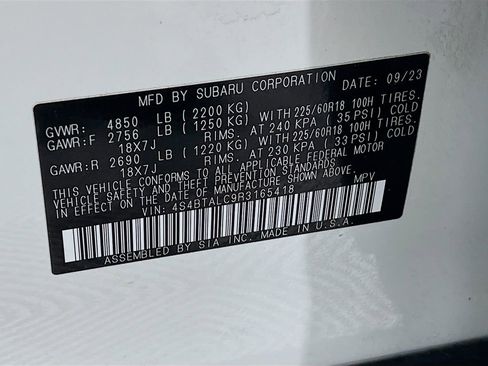 MFD BY SUBARU CORPORATION DATE: 09/23
GVWR: 4850 LB (2200 KG)
GAWR:F 2756 LB (1250 KG) WITH 225/60R18 100H TIRES.
18X7J RIMS. AT 240 KPA ( 35 PSI) COLD
GAWR:R 2690 LB (1220 KG) WITH 225/60R18 100H TIRES.
18X7J RIMS. AT 230 KPA ( 33 PSI) COLD
THIS VEHICLE CONFORMS TO ALL APPLICABLE FEDERAL MOTOR
VEHICLE SAFETY AND THEFT PREVENTION STANDARDS
IN EFFECT ON THE DATE OF MANUFACTURE SHOWN ABOVE.
VIN: 4S4BTALC9R3165418 MPV
ASSEMBLED BY SIA INC. MADE IN U.S.A.